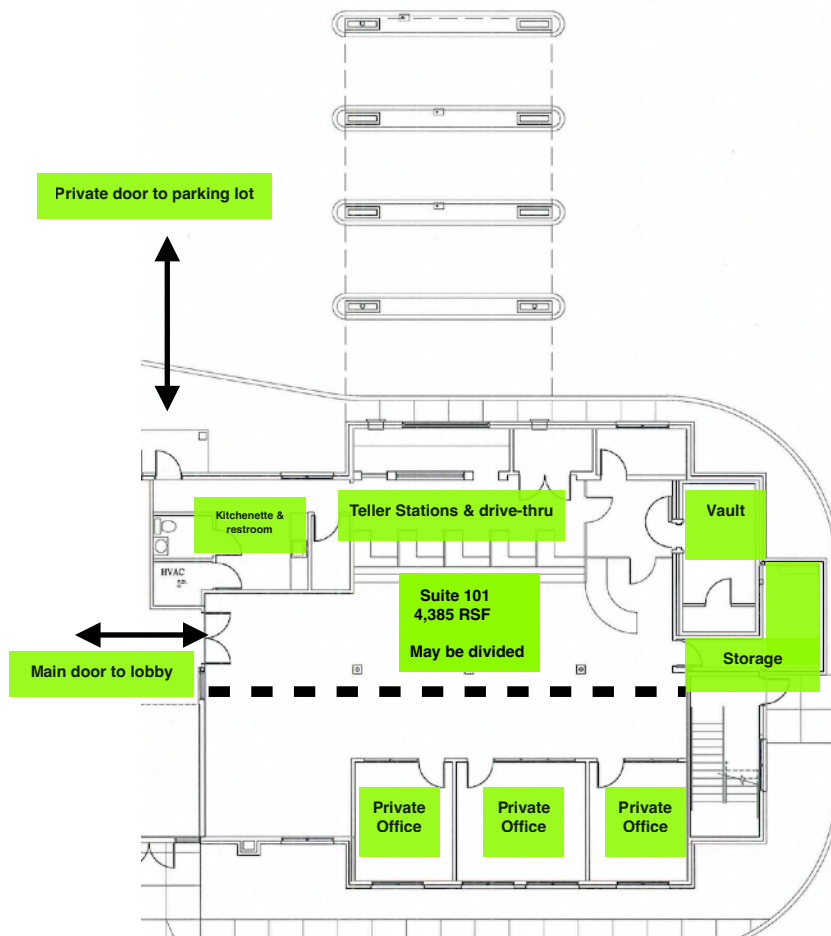 Private door to parking lot
Kitchenette &
restroom
Teller Stations & drive-thru
Vault
HVAC
Suite 101
4,385 RSF
May be divided
Main door to lobby
Storage
Private
Office
Private
Office
Private
Office